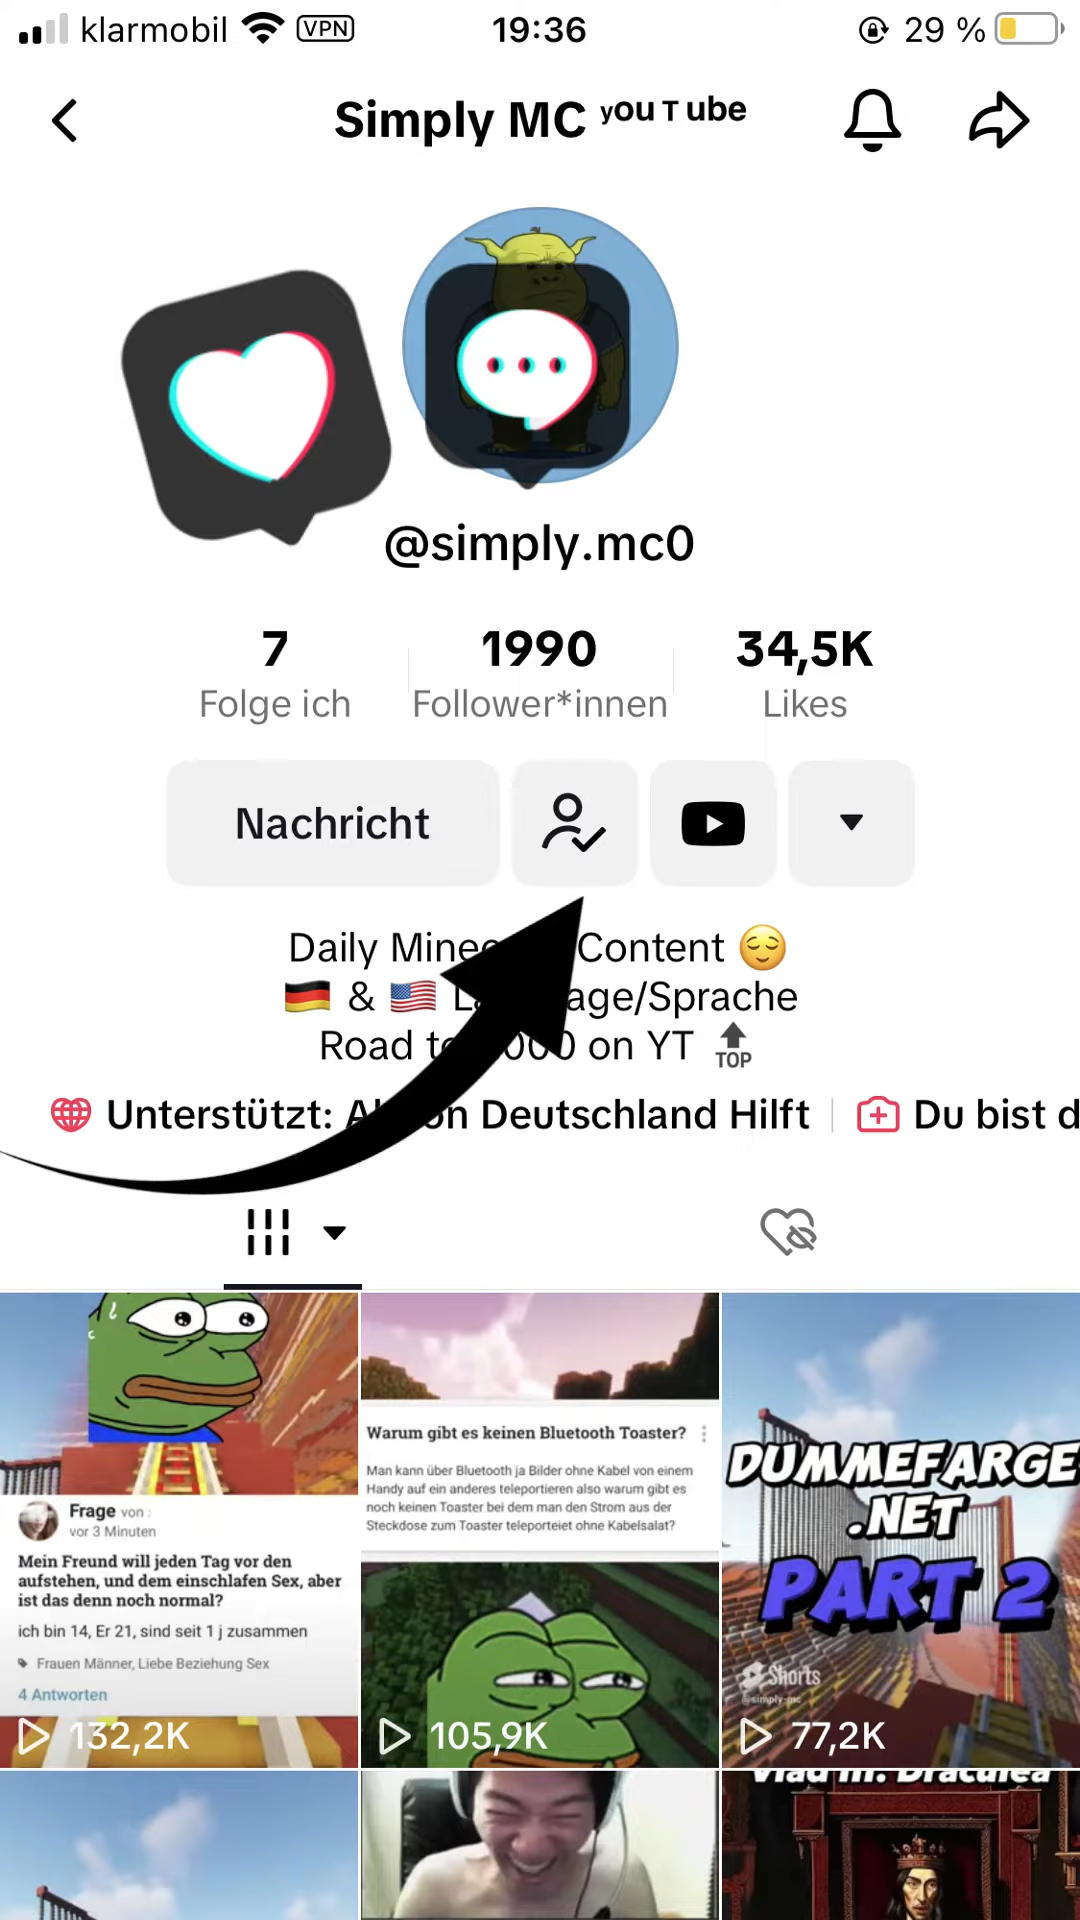 klarmobil VPN 19:36 29 %
Simply MC ʸᵒᵘ ᵀ ᵘᵇᵉ
@simply.mc0
7 1990 34,5K
Folge ich Follower*innen Likes
Nachricht
Daily Content 😌
🇩🇪 & 🇺🇸 /Sprache
Road on YT 🔝
Unterstützt: Deutschland Hilft Du bist d
Frage von :
vor 3 Minuten
Mein Freund will jeden Tag vor den
aufstehen, und dem einschlafen Sex, aber
ist das denn noch normal?
ich bin 14, Er 21, sind seit 1 j zusammen
Frauen Männer, Liebe Beziehung Sex
4 Antworten
132,2K
Warum gibt es keinen Bluetooth Toaster?
Man kann über Bluetooth ja Bilder ohne Kabel von einem
Handy auf ein anderes teleportieren also warum gibt es
noch keinen Toaster bei dem man den Strom aus der
Steckdose zum Toaster teleporteiet ohne Kabelsalat?
105,9K
DUMMEFARGE
.NET
PART 2
Shorts
@simply-mc
77,2K
Vlad III. Draculea